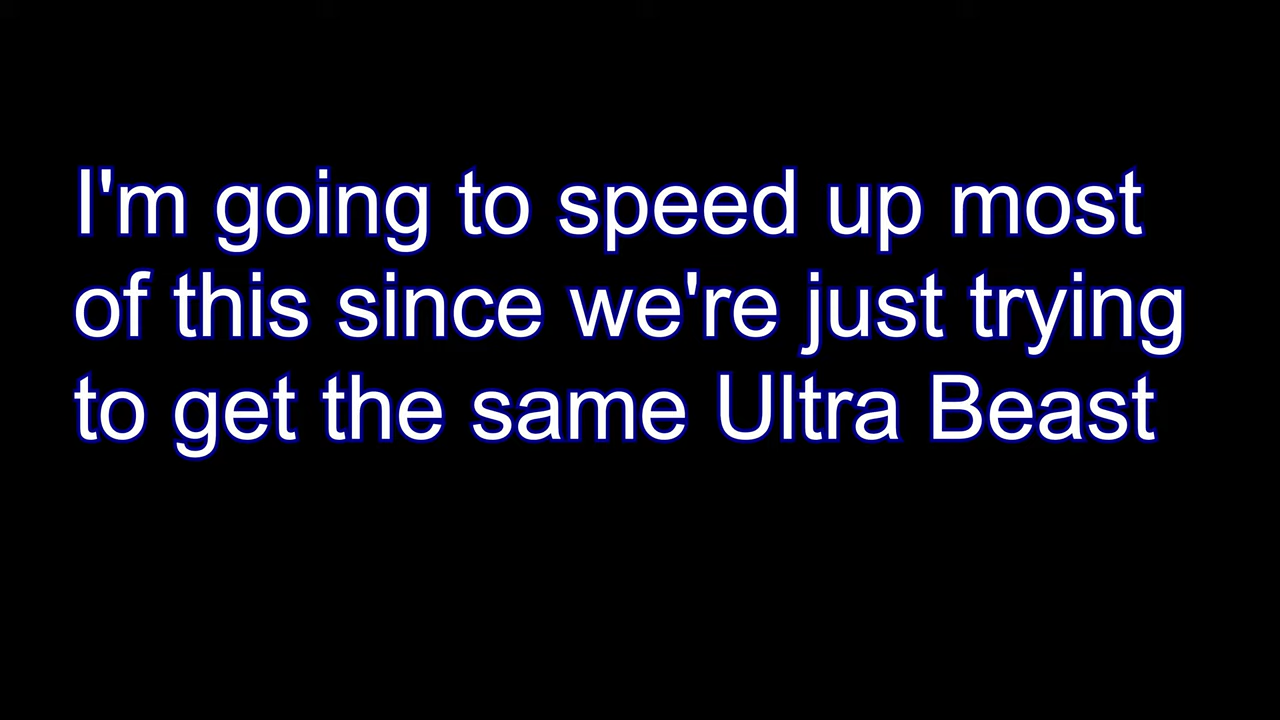 I'm going to speed up most
of this since we're just trying
to get the same Ultra Beast